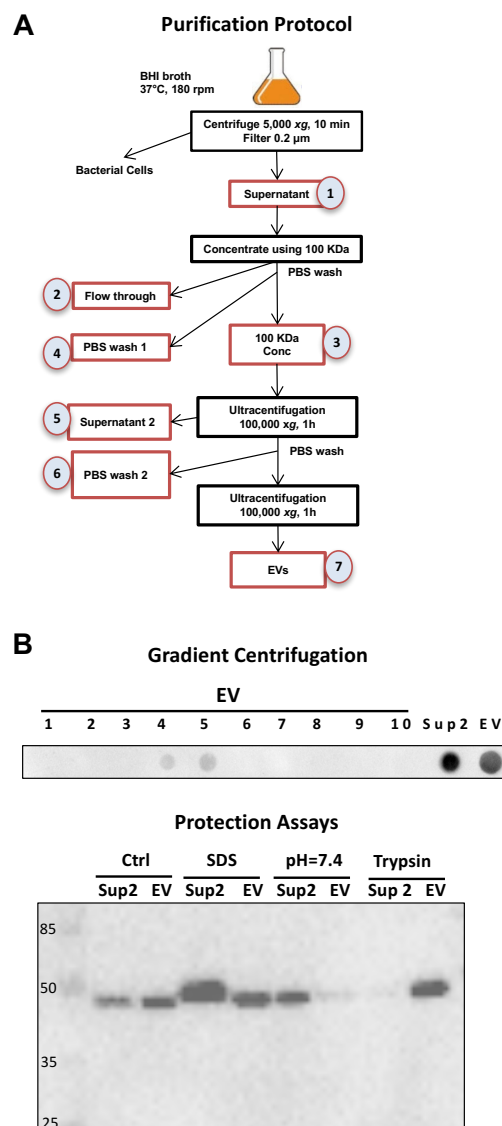 A
Purification Protocol
BHI broth
37°C, 180 rpm
Centrifuge 5,000 xg, 10 min
Filter 0.2 µm
Bacterial Cells
Supernatant
1
Concentrate using 100 KDa
PBS wash
2
Flow through
4
PBS wash 1
100 KDa
Conc
3
5
Supernatant 2
Ultracentifugation
100,000 xg, 1h
6
PBS wash 2
PBS wash
Ultracentifugation
100,000 xg, 1h
EVs
7
B
Gradient Centrifugation
EV
1 2 3 4 5 6 7 8 9 10 Sup2 EV
Protection Assays
Ctrl SDS pH=7.4 Trypsin
Sup2 EV Sup2 EV Sup2 EV Sup 2 EV
85
50
35
25